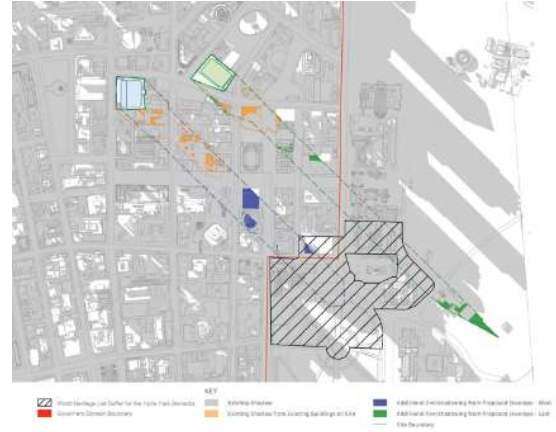 KEY
World Heritage List Buffer for the Hyde Park Barracks
Existing Shadow
Additional Overshadowing from Proposed Envelope - West
Government Domain Boundary
Existing Shadow from Existing Buildings on Site
Additional Overshadowing from Proposed Envelope - East
Site Boundary